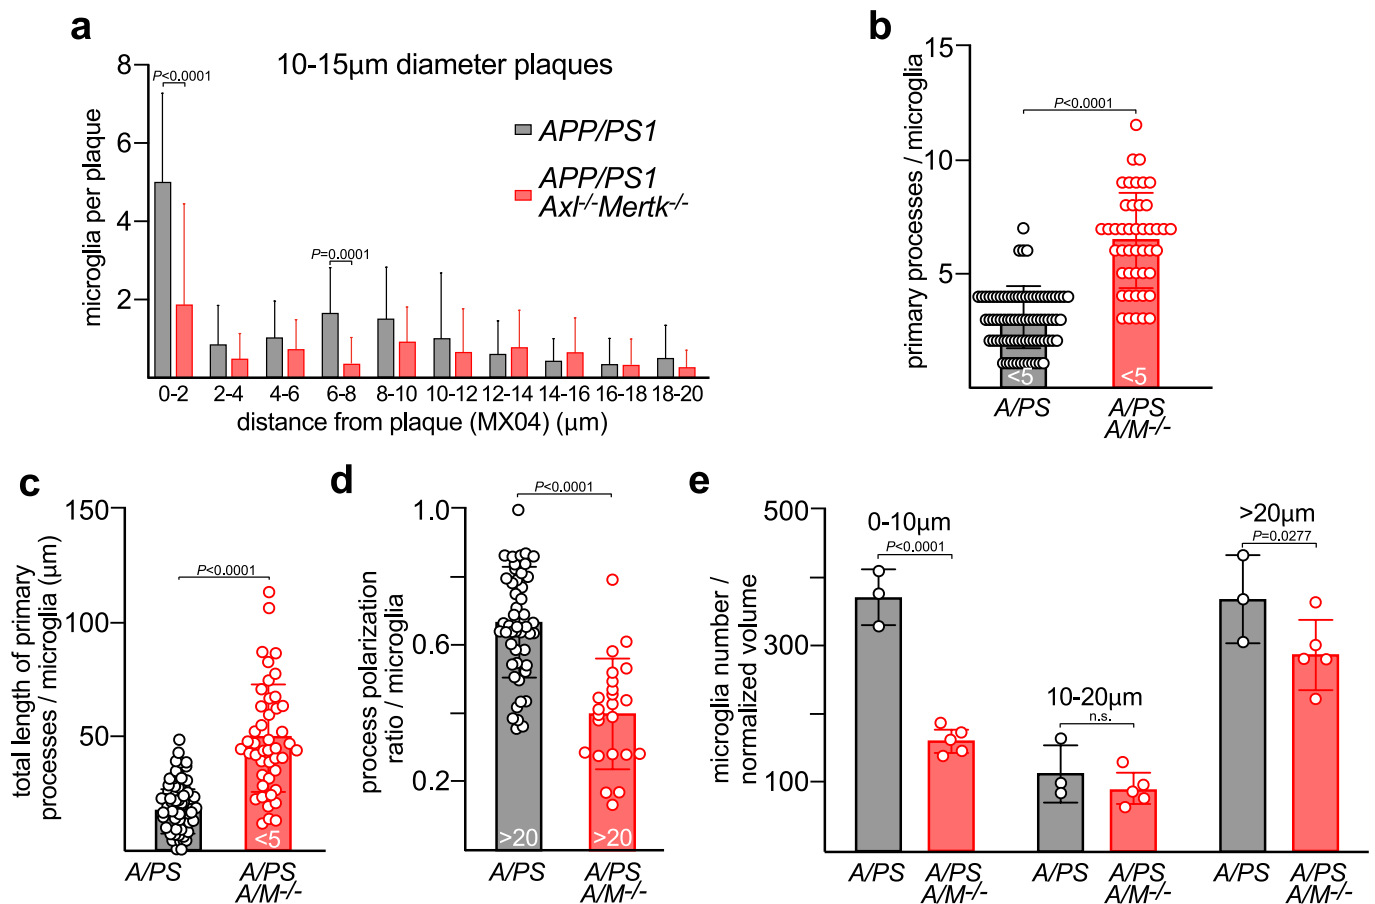 a
10-15µm diameter plaques
microglia per plaque
8
6
4
2
P<0.0001
P=0.0001
APP/PS1
APP/PS1
Axl-/-Mertk-/-
0-2 2-4 4-6 6-8 8-10 10-12 12-14 14-16 16-18 18-20
distance from plaque (MX04) (µm)
b
primary processes / microglia
15
10
5
P<0.0001
<5
<5
A/PS
A/PS
A/M-/-
c
total length of primary
processes / microglia (µm)
150
100
50
P<0.0001
<5
A/PS
A/PS
A/M-/-
d
process polarization
ratio / microglia
1.0
0.6
0.2
P<0.0001
>20
>20
A/PS
A/PS
A/M-/-
e
microglia number /
normalized volume
500
300
100
0-10µm
P<0.0001
10-20µm
n.s.
>20µm
P=0.0277
A/PS
A/PS
A/M-/-
A/PS
A/PS
A/M-/-
A/PS
A/PS
A/M-/-